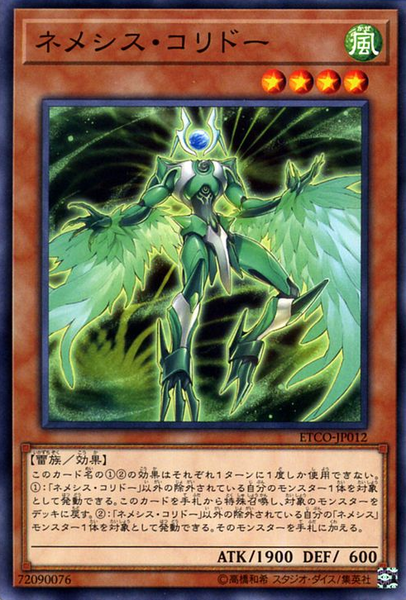 ネメシス・コリドー
風
ETCO-JP012
【雷族／効果】
このカード名の①②の効果はそれぞれ1ターンに1度しか使用できない。
①:「ネメシス・コリドー」以外の除外されている自分のモンスター1体を対象
として発動できる。このカードを手札から特殊召喚し、対象のモンスターを
デッキに戻す。②:「ネメシス・コリドー」以外の除外されている自分の「ネメシス」
モンスター1体を対象として発動できる。そのモンスターを手札に加える。
ATK/1900 DEF/ 600
72090076
©高橋和希 スタジオ・ダイス/集英社